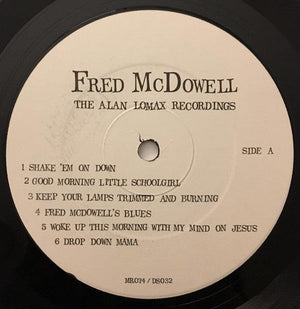 FRED MCDOWELL
THE ALAN LOMAX RECORDINGS
SIDE A
1 SHAKE 'EM ON DOWN
2 GOOD MORNING LITTLE SCHOOLGIRL
3 KEEP YOUR LAMPS TRIMMED AND BURNING
4 FRED MCDOWELL'S BLUES
5 WOKE UP THIS MORNING WITH MY MIND ON JESUS
6 DROP DOWN MAMA
MR074 / DS032